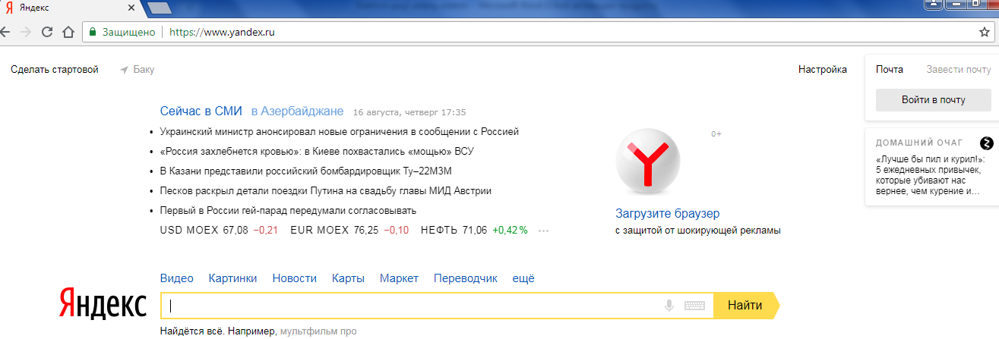 Яндекс
Защищено https://www.yandex.ru
Сделать стартовой Баку Настройка Почта Завести почту
Войти в почту
Сейчас в СМИ в Азербайджане 16 августа, четверг 17:35
Украинский министр анонсировал новые ограничения в сообщении с Россией
«Россия захлебнется кровью»: в Киеве похвастались «мощью» ВСУ
В Казани представили российский бомбардировщик Ту–22М3М
Песков раскрыл детали поездки Путина на свадьбу главы МИД Австрии
Первый в России гей-парад передумали согласовывать
USD MOEX 67,08 −0,21 EUR MOEX 76,25 −0,10 НЕФТЬ 71,06 +0,42 % •••
0+
Загрузите браузер
с защитой от шокирующей рекламы
ДОМАШНИЙ ОЧАГ
«Лучше бы пил и курил!»:
5 ежедневных привычек,
которые убивают нас
вернее, чем курение и...
Видео Картинки Новости Карты Маркет Переводчик ещё
Яндекс Найти
Найдётся всё. Например, мультфильм про